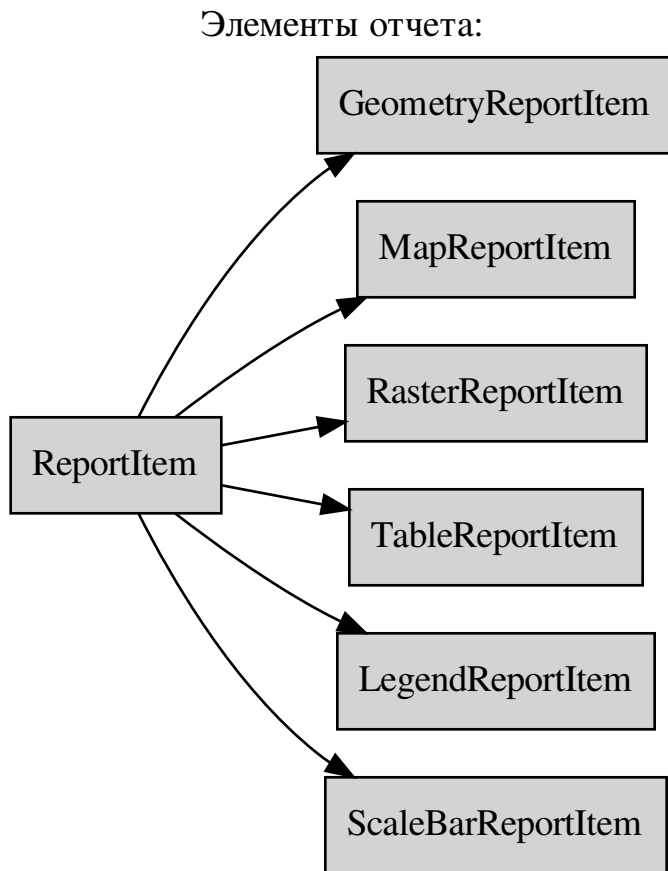 Элементы отчета:
GeometryReportItem
MapReportItem
RasterReportItem
ReportItem
TableReportItem
LegendReportItem
ScaleBarReportItem